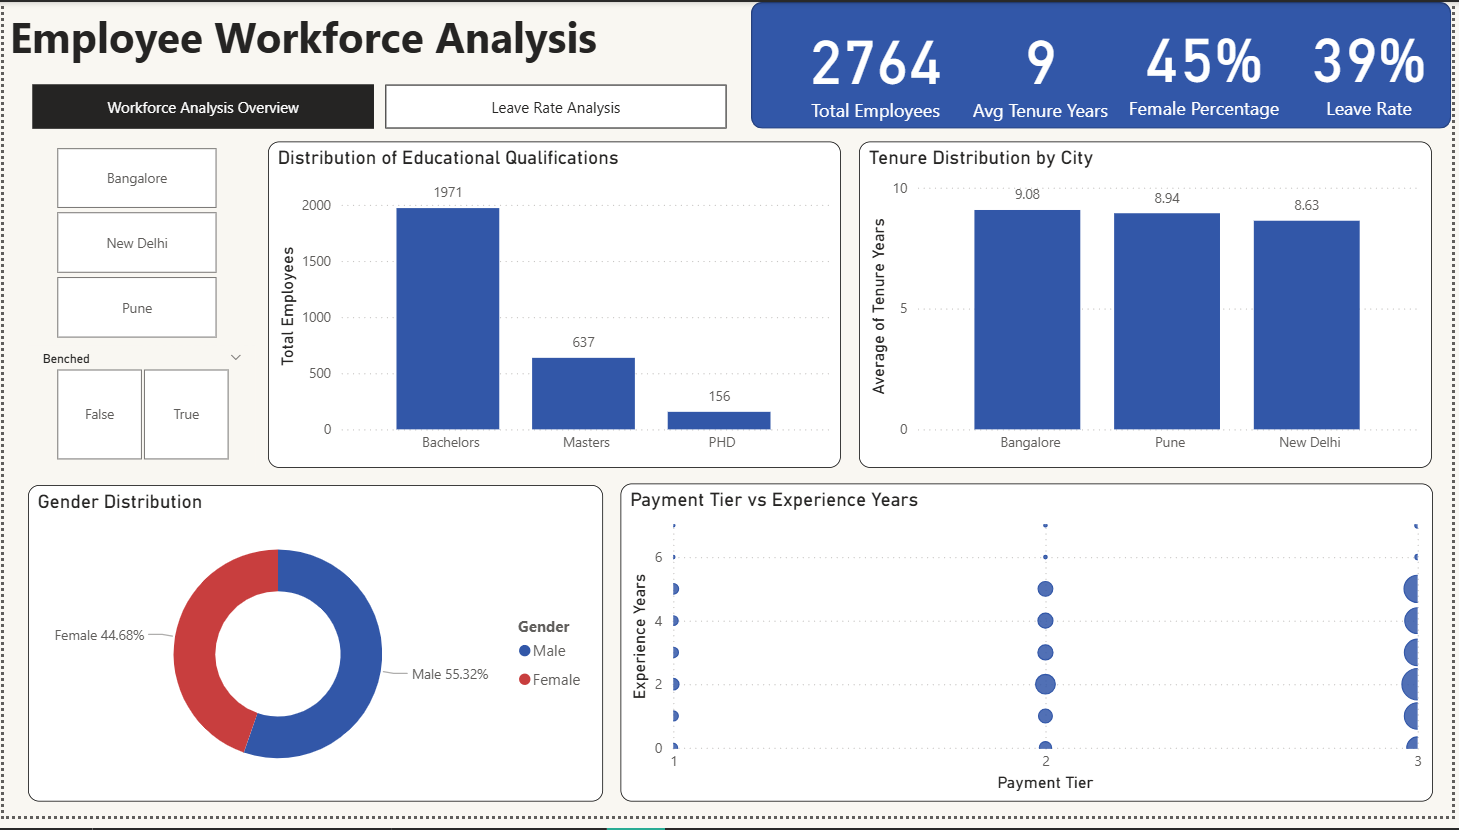 Employee Workforce Analysis
2764
Total Employees
9
Avg Tenure Years
45%
Female Percentage
39%
Leave Rate
Workforce Analysis Overview
Leave Rate Analysis
Bangalore
New Delhi
Pune
Benched
False
True
Distribution of Educational Qualifications
Total Employees
2000
1500
1000
500
0
1971
637
156
Bachelors
Masters
PHD
Tenure Distribution by City
Average of Tenure Years
10
5
0
9.08
8.94
8.63
Bangalore
Pune
New Delhi
Gender Distribution
Female 44.68%
Male 55.32%
Gender
Male
Female
Payment Tier vs Experience Years
Experience Years
6
4
2
0
1
2
3
Payment Tier